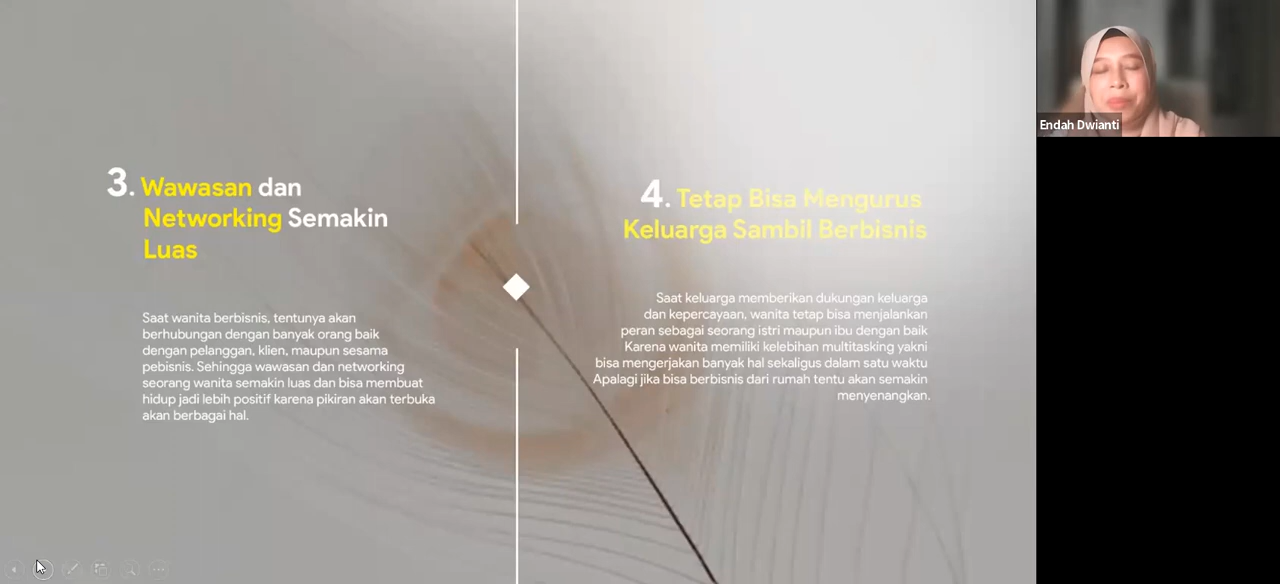 3. Wawasan dan
Networking Semakin
Luas
Saat wanita berbisnis, tentunya akan
berhubungan dengan banyak orang baik
dengan pelanggan, klien, maupun sesama
pebisnis. Sehingga wawasan dan networking
seorang wanita semakin luas dan bisa membuat
hidup jadi lebih positif karena pikiran akan terbuka
akan berbagai hal.
4. Tetap Bisa Mengurus
Keluarga Sambil Berbisnis
Saat keluarga memberikan dukungan keluarga
dan kepercayaan, wanita tetap bisa menjalankan
peran sebagai seorang istri maupun ibu dengan baik
Karena wanita memiliki kelebihan multitasking yakni
bisa mengerjakan banyak hal sekaligus dalam satu waktu
Apalagi jika bisa berbisnis dari rumah tentu akan semakin
menyenangkan.
Endah Dwianti